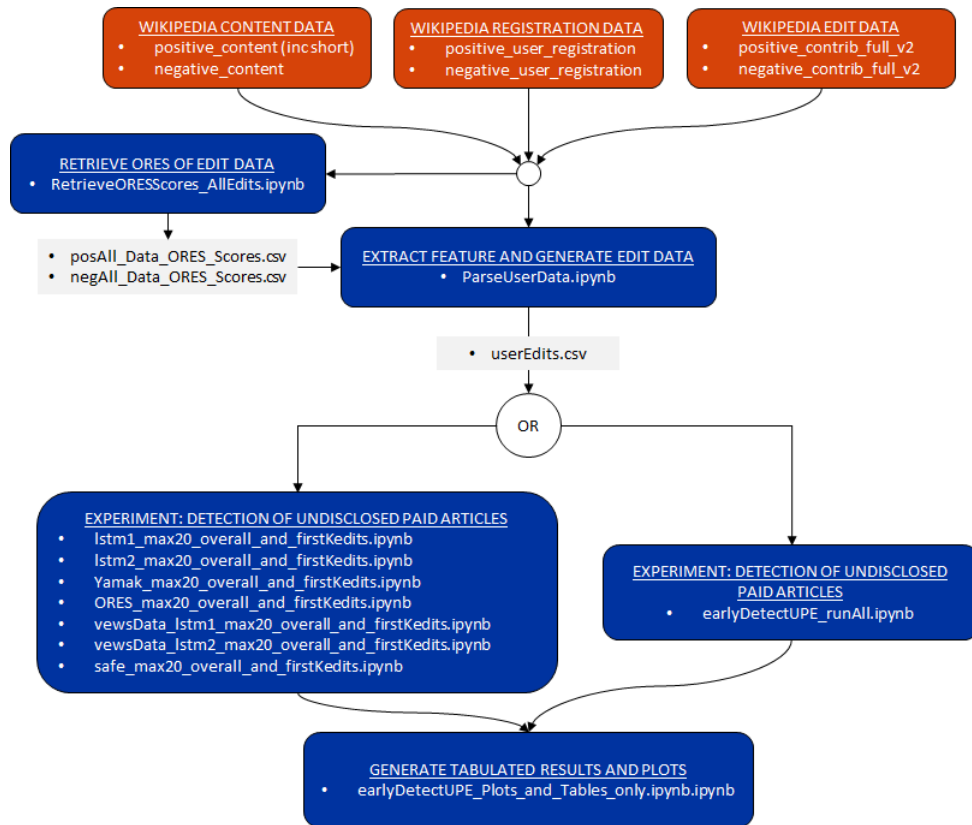 WIKIPEDIA CONTENT DATA
• positive_content (inc short)
• negative_content
WIKIPEDIA REGISTRATION DATA
• positive_user_registration
• negative_user_registration
WIKIPEDIA EDIT DATA
• positive_contrib_full_v2
• negative_contrib_full_v2
RETRIEVE ORES OF EDIT DATA
• RetrieveORESScores_AllEdits.ipynb
• posAll_Data_ORES_Scores.csv
• negAll_Data_ORES_Scores.csv
EXTRACT FEATURE AND GENERATE EDIT DATA
• ParseUserData.ipynb
• userEdits.csv
OR
EXPERIMENT: DETECTION OF UNDISCLOSED PAID ARTICLES
• lstm1_max20_overall_and_firstKedits.ipynb
• lstm2_max20_overall_and_firstKedits.ipynb
• Yamak_max20_overall_and_firstKedits.ipynb
• ORES_max20_overall_and_firstKedits.ipynb
• vewsData_lstm1_max20_overall_and_firstKedits.ipynb
• vewsData_lstm2_max20_overall_and_firstKedits.ipynb
• safe_max20_overall_and_firstKedits.ipynb
EXPERIMENT: DETECTION OF UNDISCLOSED
PAID ARTICLES
• earlyDetectUPE_runAll.ipynb
GENERATE TABULATED RESULTS AND PLOTS
• earlyDetectUPE_Plots_and_Tables_only.ipynb.ipynb